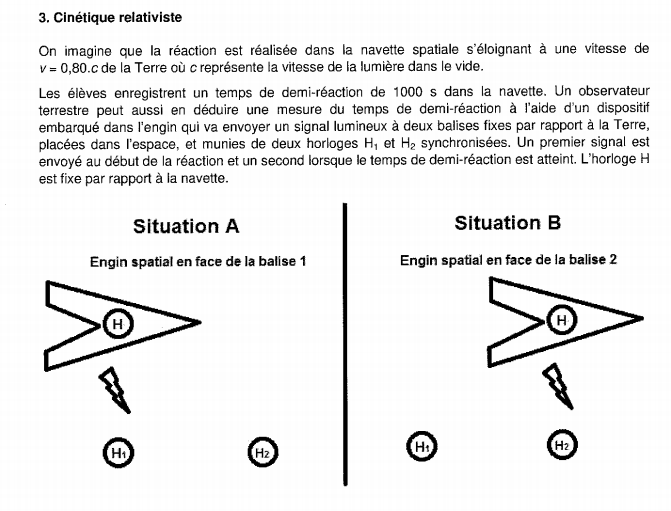 3. Cinétique relativiste
On imagine que la réaction est réalisée dans la navette spatiale s'éloignant à une vitesse de
v = 0,80.c de la Terre où c représente la vitesse de la lumière dans le vide.
Les élèves enregistrent un temps de demi-réaction de 1000 s dans la navette. Un observateur
terrestre peut aussi en déduire une mesure du temps de demi-réaction à l'aide d'un dispositif
embarqué dans l'engin qui va envoyer un signal lumineux à deux balises fixes par rapport à la Terre,
placées dans l'espace, et munies de deux horloges H₁ et H₂ synchronisées. Un premier signal est
envoyé au début de la réaction et un second lorsque le temps de demi-réaction est atteint. L'horloge H
est fixe par rapport à la navette.
Situation A
Engin spatial en face de la balise 1
H
H₁
H₂
Situation B
Engin spatial en face de la balise 2
H
H₁
H₂